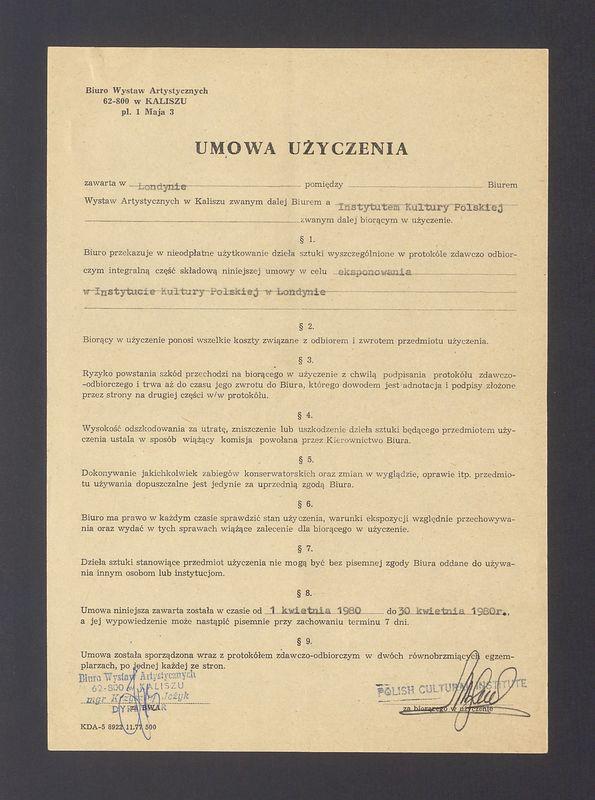 Biuro Wystaw Artystycznych
62-800 w KALISZU
pl. 1 Maja 3
UMOWA UŻYCZENIA
zawarta w Londynie pomiędzy Biurem
Wystaw Artystycznych w Kaliszu zwanym dalej Biurem a Instytutem Kultury Polskiej
zwanym dalej biorącym w użyczenie.
§ 1.
Biuro przekazuje w nieodpłatne użytkowanie dzieła sztuki wyszczególnione w protokóle zdawczo odbior-
czym integralną część składową niniejszej umowy w celu eksponowania
w Instytucie Kultury Polskiej w Londynie
§ 2.
Biorący w użyczenie ponosi wszelkie koszty związane z odbiorem i zwrotem przedmiotu użyczenia.
§ 3.
Ryzyko powstania szkód przechodzi na biorącego w użyczenie z chwilą podpisania protokółu zdawczo-
-odbiorczego i trwa aż do czasu jego zwrotu do Biura, którego dowodem jest adnotacja i podpisy złożone
przez strony na drugiej części w/w protokółu.
§ 4.
Wysokość odszkodowania za utratę, zniszczenie lub uszkodzenie dzieła sztuki będącego przedmiotem uży-
czenia ustala w sposób wiążący komisja powołana przez Kierownictwo Biura.
§ 5.
Dokonywanie jakichkolwiek zabiegów konserwatorskich oraz zmian w wyglądzie, oprawie itp. przedmio-
tu używania dopuszczalne jest jedynie za uprzednią zgodą Biura.
§ 6.
Biuro ma prawo w każdym czasie sprawdzić stan użyczenia, warunki ekspozycji względnie przechowywa-
nia oraz wydać w tych sprawach wiążące zalecenie dla biorącego w użyczenie.
§ 7.
Dzieła sztuki stanowiące przedmiot użyczenia nie mogą być bez pisemnej zgody Biura oddane do używa-
nia innym osobom lub instytucjom.
§ 8.
Umowa niniejsza zawarta została w czasie od 1 kwietnia 1980 do 30 kwietnia 1980r.,
a jej wypowiedzenie może nastąpić pisemnie przy zachowaniu terminu 7 dni.
§ 9.
Umowa została sporządzona wraz z protokółem zdawczo-odbiorczym w dwóch równobrzmiących egzem-
plarzach, po jednej każdej ze stron.
Biuro Wystaw Artystycznych
62-800 w KALISZU
mgr
POLISH CULTURAL INSTITUTE
za biorącego w użyczenie
KDA-5 8922 11.77 500